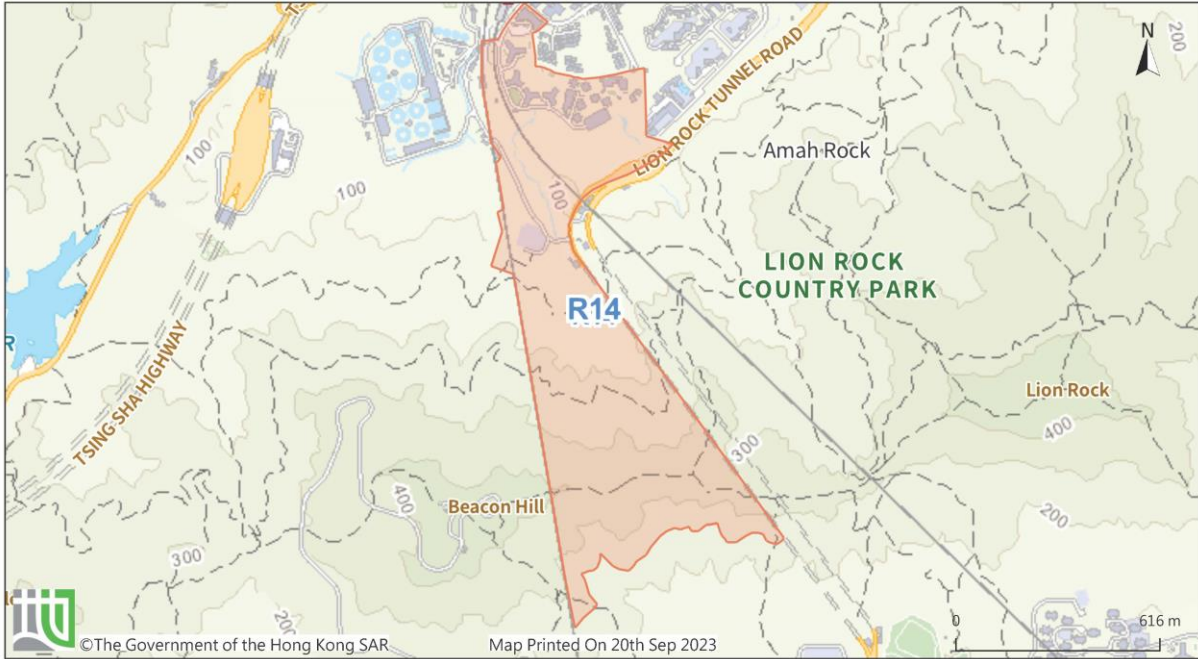 N
200
TS
LION ROCK TUNNEL ROAD
100
Amah Rock
100
100
LION ROCK
COUNTRY PARK
R14
R
TSING SHA HIGHWAY
Lion Rock
400
300
400
Beacon Hill
200
300
200
©The Government of the Hong Kong SAR
Map Printed On 20th Sep 2023
0
616 m